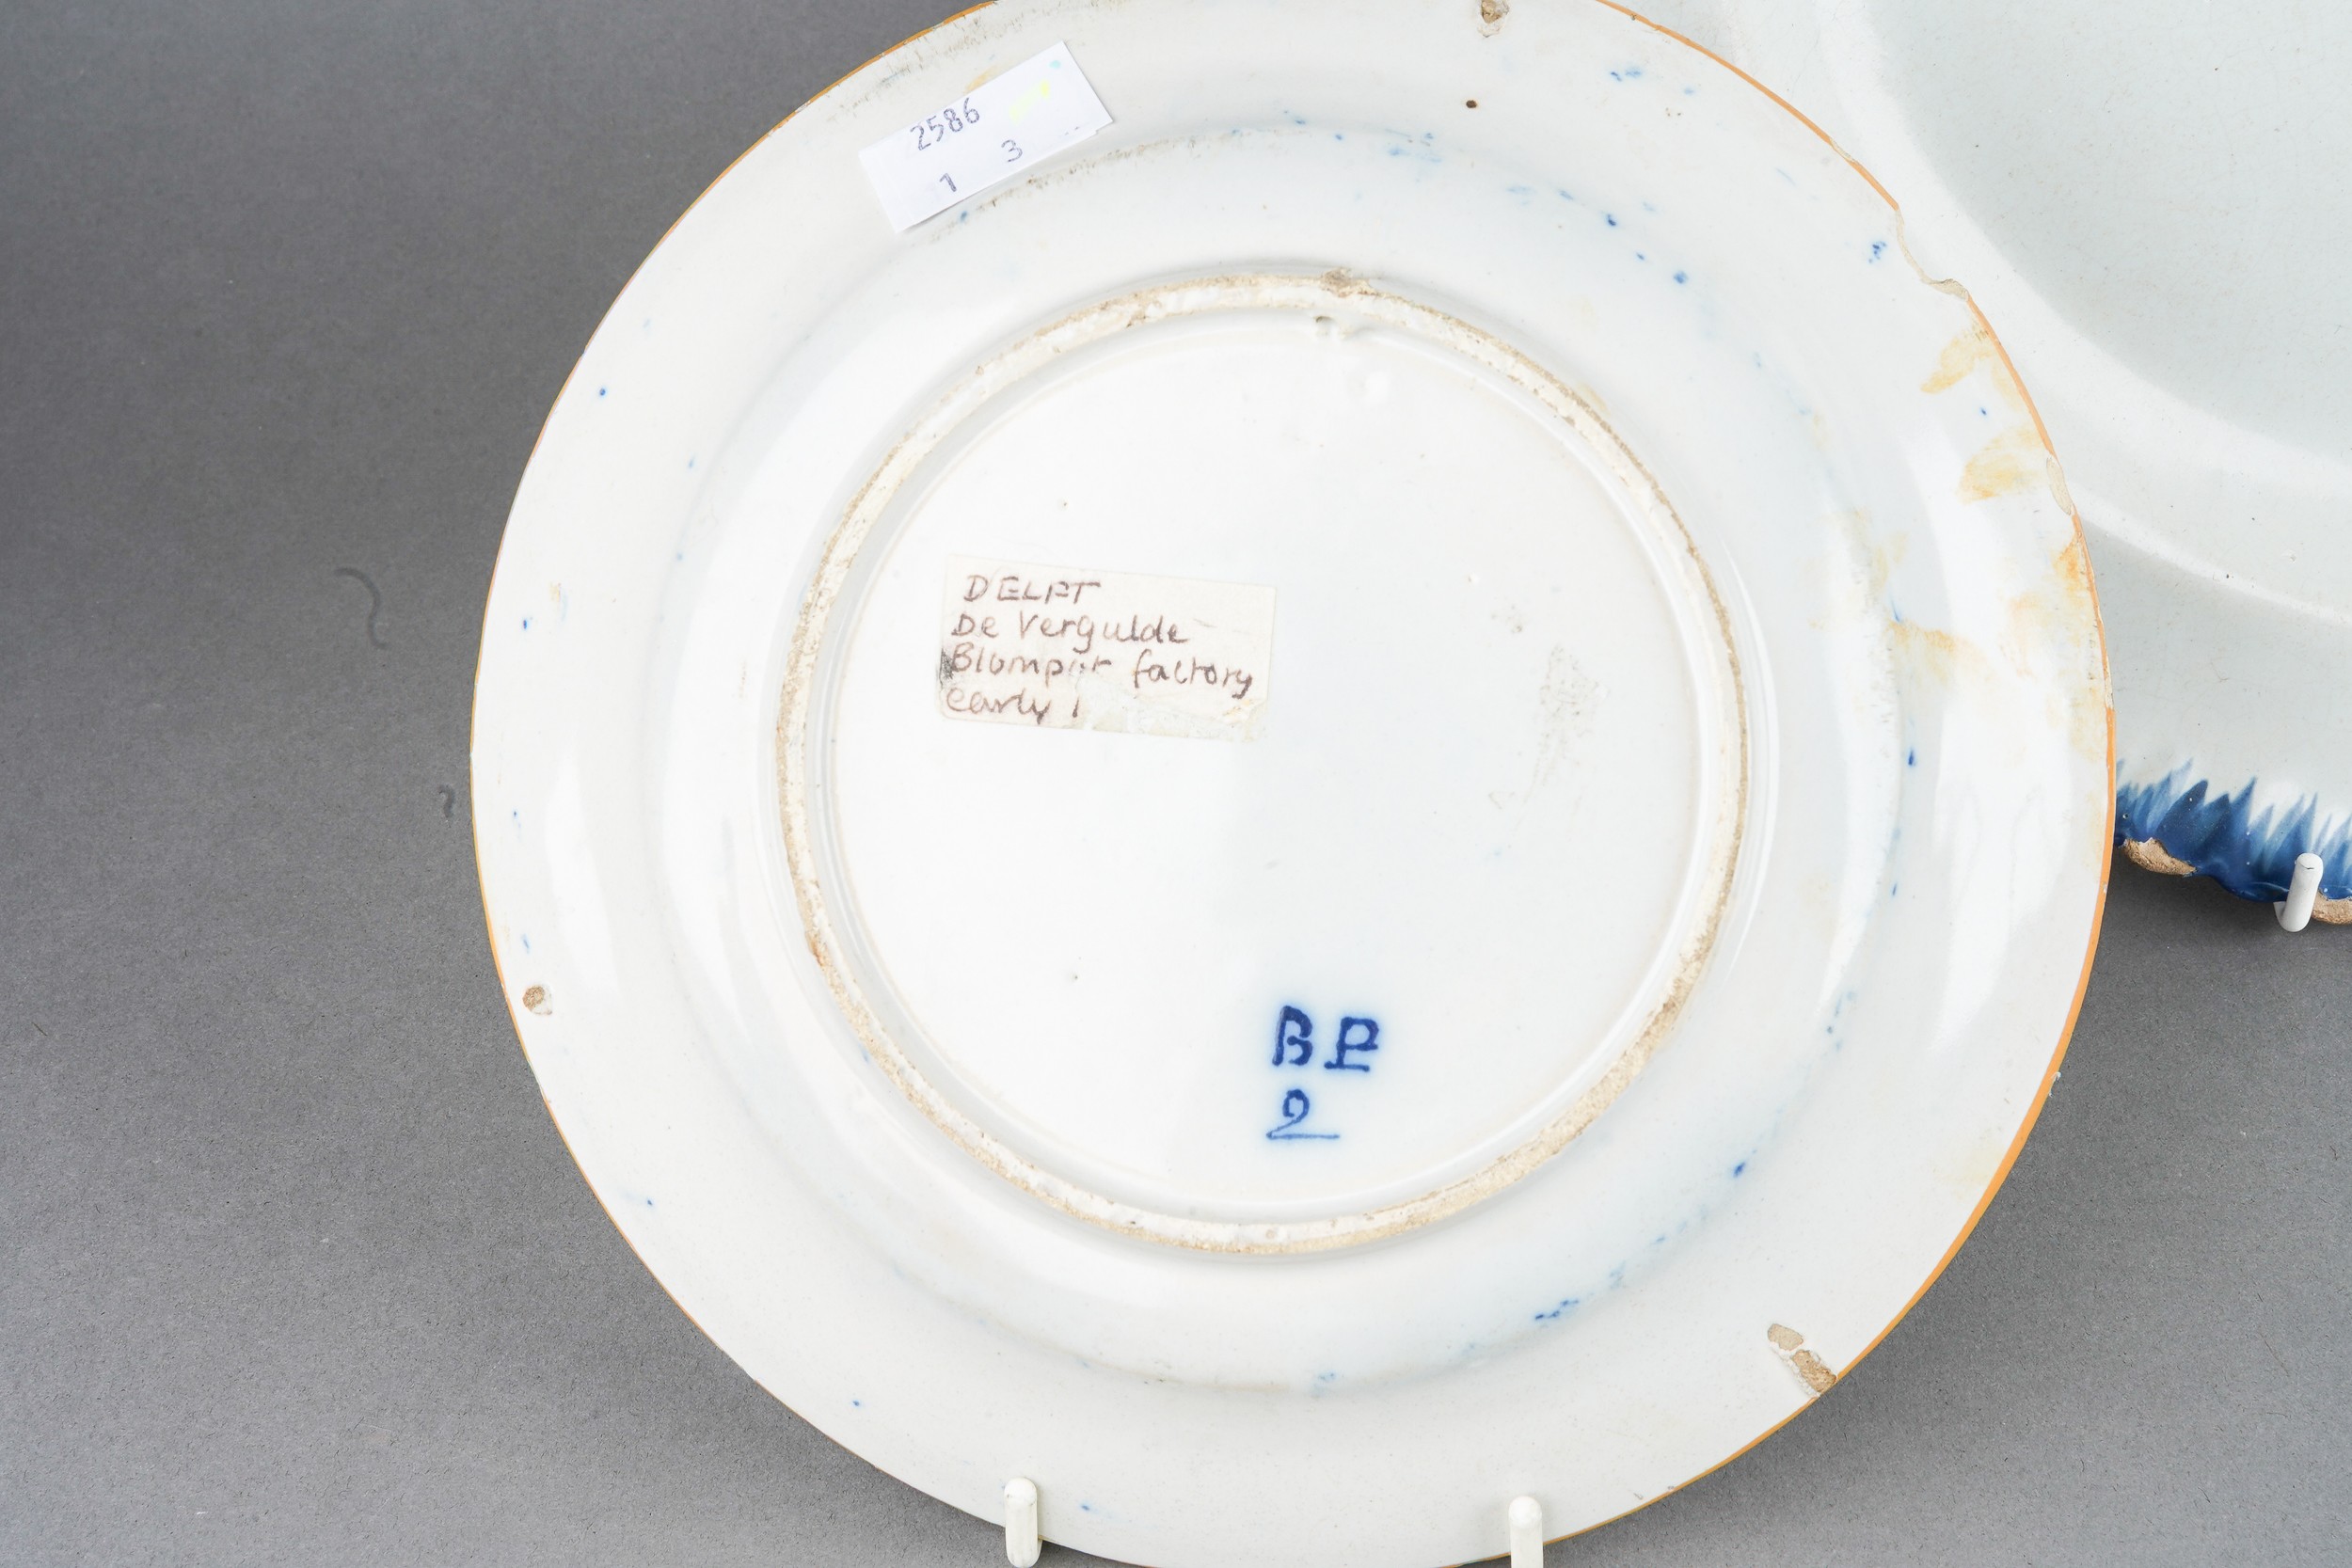 2586
1 3
DELFT
De Vergulde
Blompot factory
early 1
BP
2